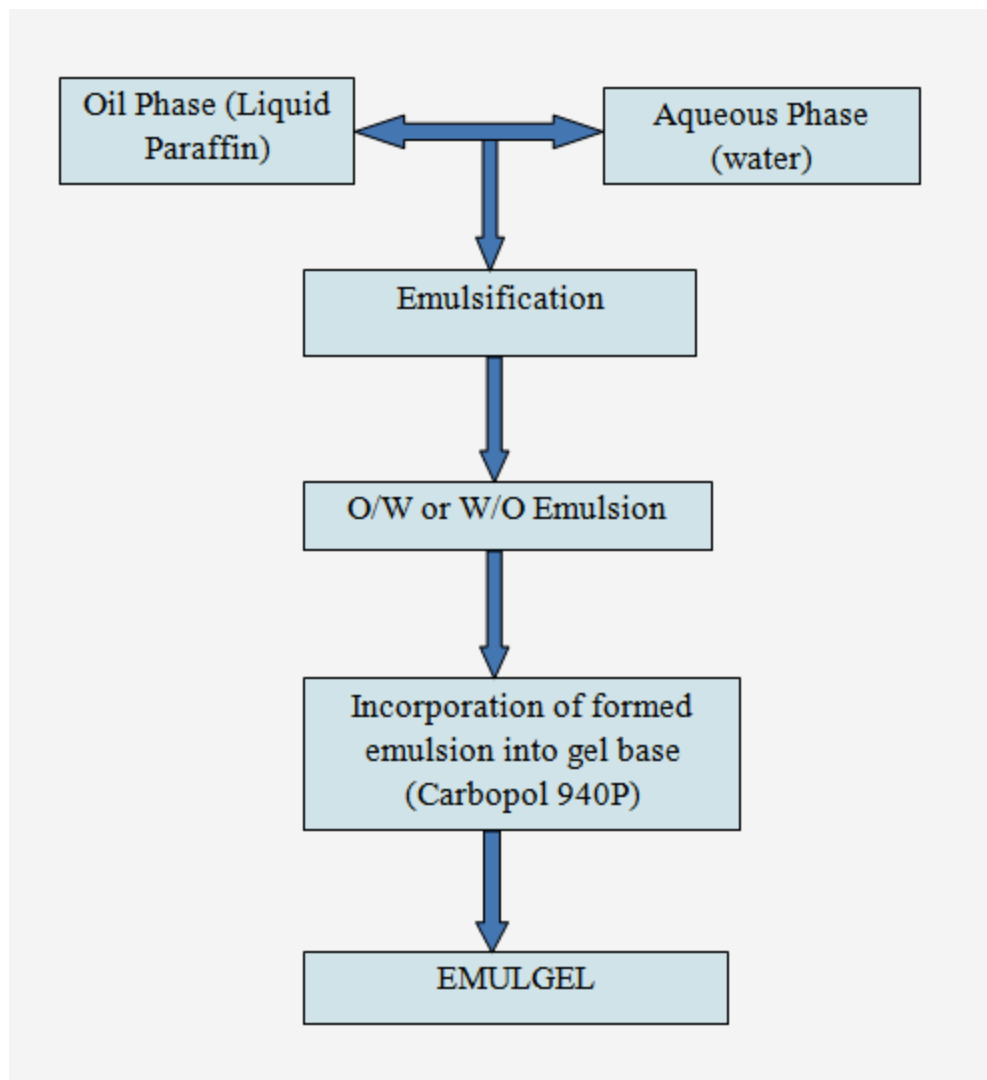 Oil Phase (Liquid
Paraffin)
Aqueous Phase
(water)
Emulsification
O/W or W/O Emulsion
Incorporation of formed
emulsion into gel base
(Carbopol 940P)
EMULGEL